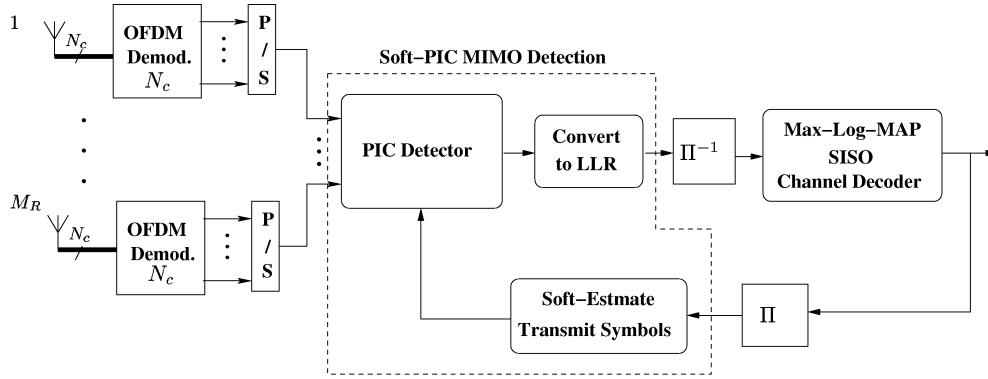 1
N_c
OFDM
Demod.
N_c
P
/
S
Soft–PIC MIMO Detection
PIC Detector
Convert
to LLR
Π⁻¹
Max–Log–MAP
SISO
Channel Decoder
M_R
N_c
OFDM
Demod.
N_c
P
/
S
Soft–Estmate
Transmit Symbols
Π